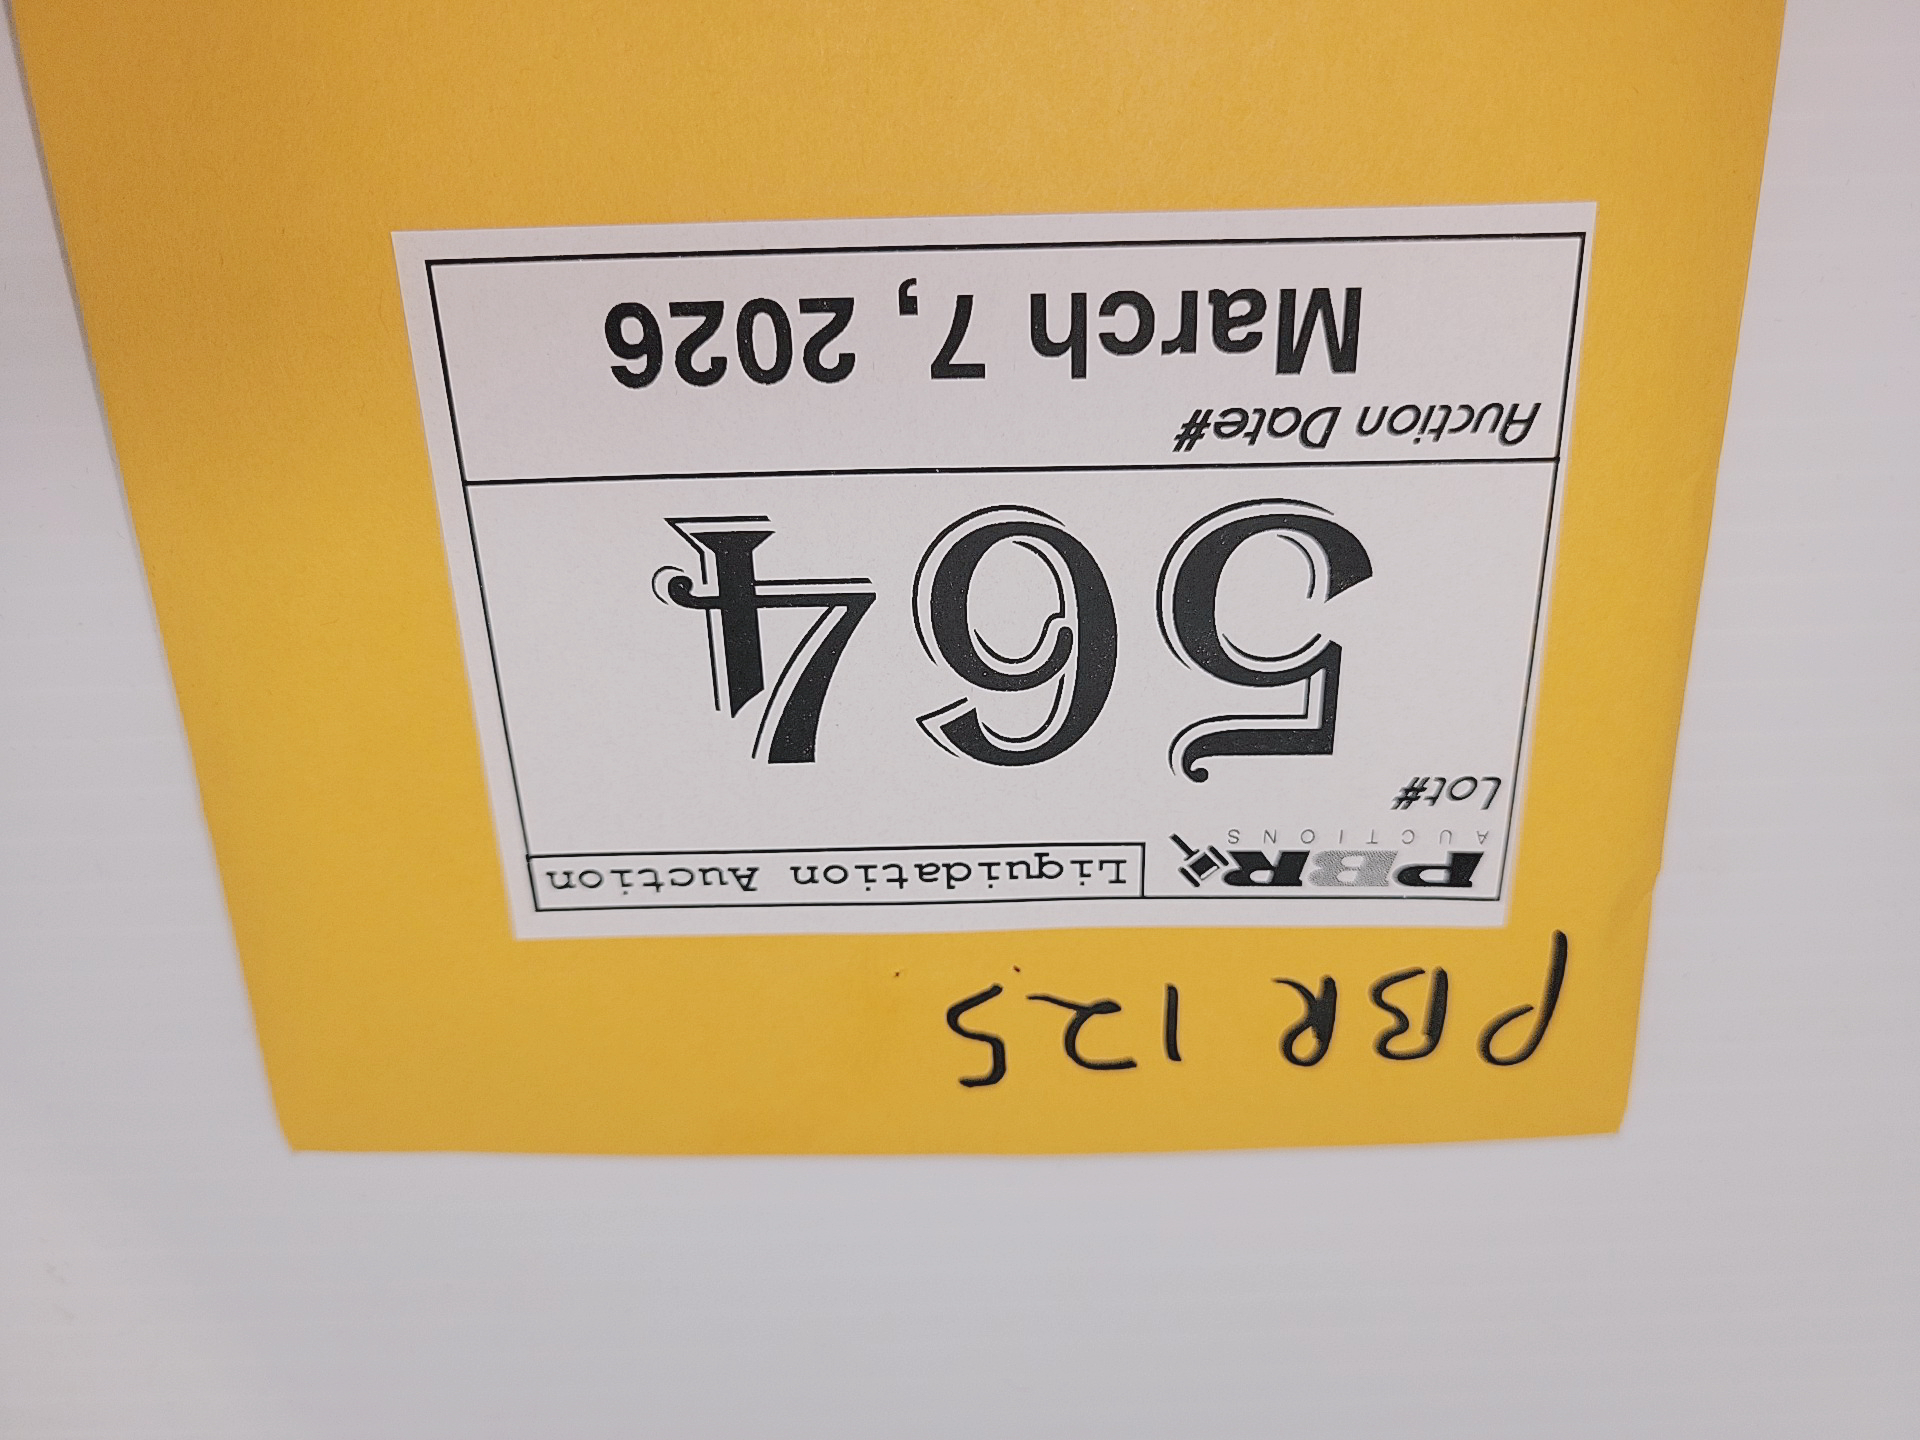 PBR 125
PBR AUCTIONS
Liquidation Auction
Lot#
564
Auction Date#
March 7, 2026